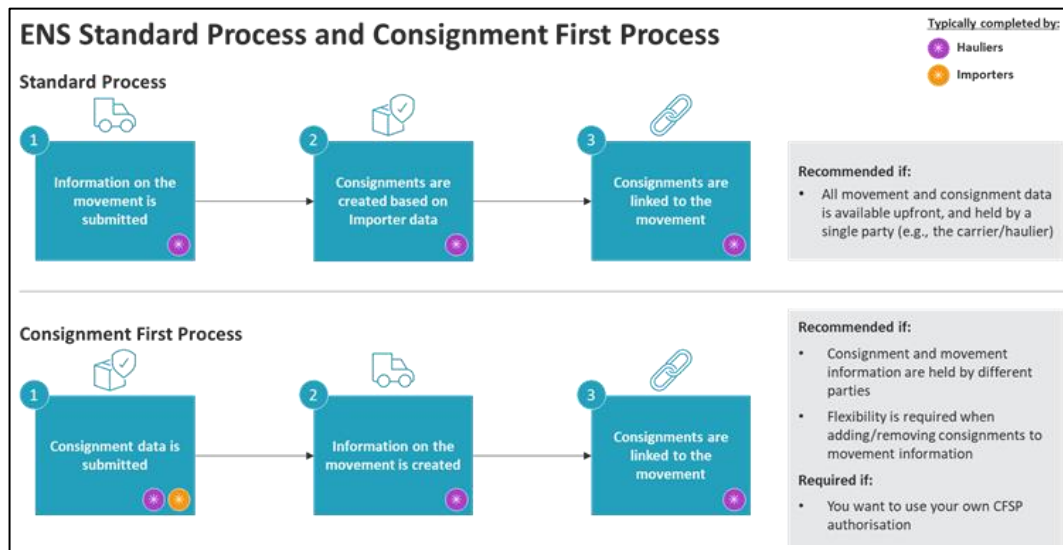 ENS Standard Process and Consignment First Process
Typically completed by:
Hauliers
Importers
Standard Process
1
Information on the
movement is
submitted
2
Consignments are
created based on
Importer data
3
Consignments are
linked to the
movement
Recommended if:
• All movement and consignment data
is available upfront, and held by a
single party (e.g., the carrier/haulier)
Consignment First Process
1
Consignment data is
submitted
2
Information on the
movement is created
3
Consignments are
linked to the
movement
Recommended if:
• Consignment and movement
information are held by different
parties
• Flexibility is required when
adding/removing consignments to
movement information
Required if:
• You want to use your own CFSP
authorisation